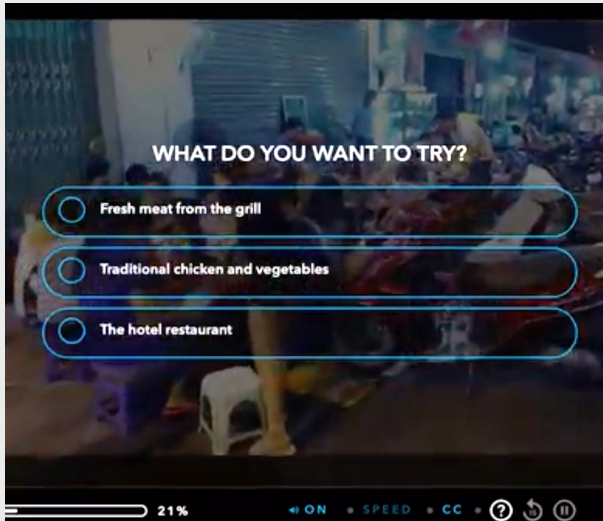 WHAT DO YOU WANT TO TRY?
Fresh meat from the grill
Traditional chicken and vegetables
The hotel restaurant
21% ON SPEED CC ? 15